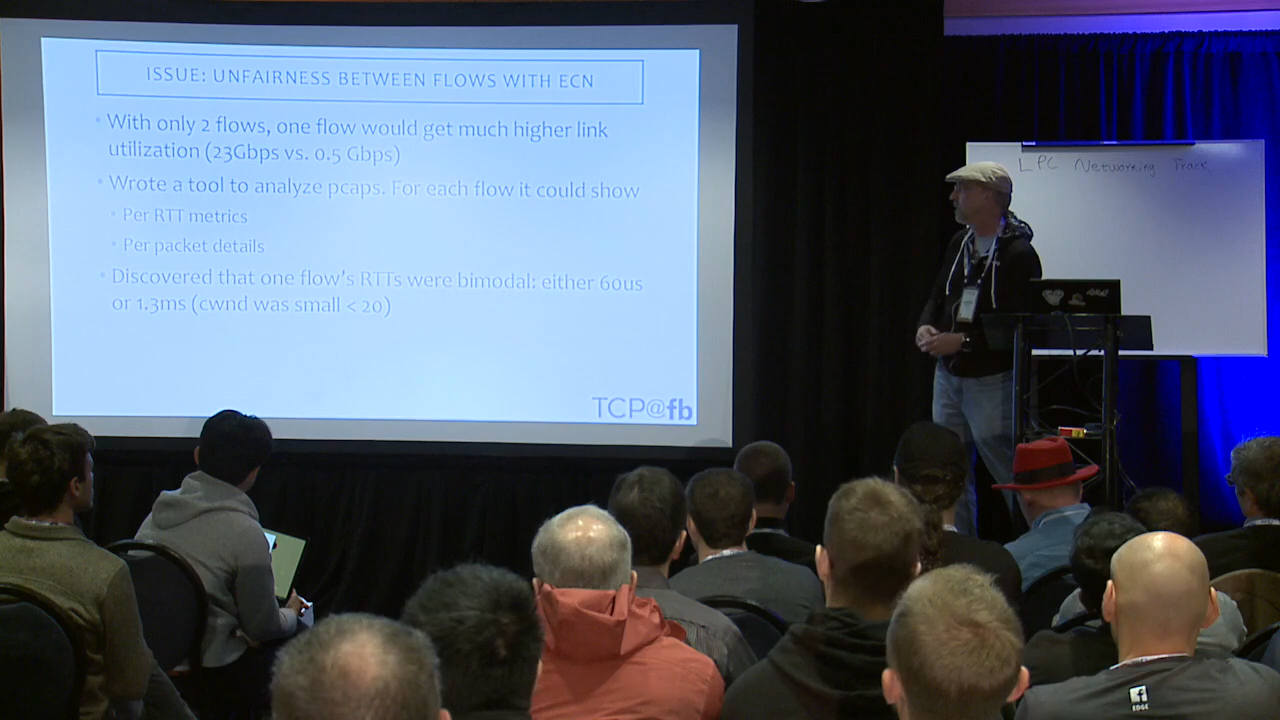 ISSUE: UNFAIRNESS BETWEEN FLOWS WITH ECN
• With only 2 flows, one flow would get much higher link
utilization (23Gbps vs. 0.5 Gbps)
• Wrote a tool to analyze pcaps. For each flow it could show
• Per RTT metrics
• Per packet details
• Discovered that one flow's RTTs were bimodal: either 60us
or 1.3ms (cwnd was small < 20)
TCP@fb
LPC Networking Track
f
EDGE